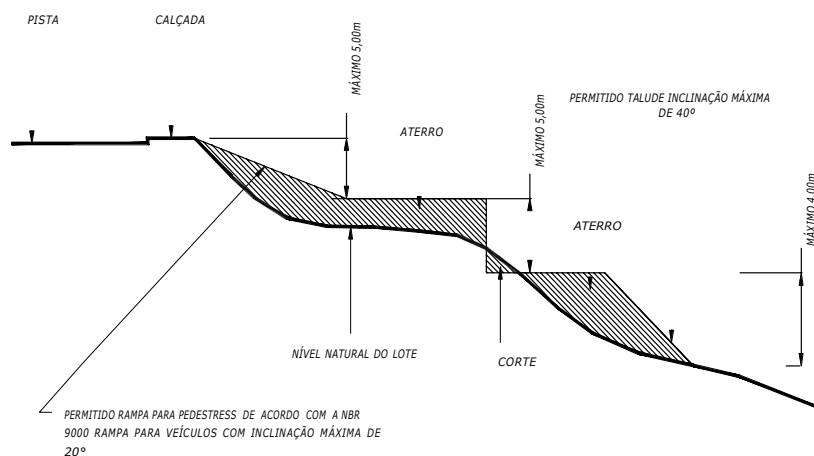 PISTA
CALÇADA
MÁXIMO 5,00m
ATERRO
MÁXIMO 5,00m
PERMITIDO TALUDE INCLINAÇÃO MÁXIMA
DE 40º
ATERRO
MÁXIMO 4,00m
NÍVEL NATURAL DO LOTE
CORTE
PERMITIDO RAMPA PARA PEDESTRESS DE ACORDO COM A NBR
9000 RAMPA PARA VEÍCULOS COM INCLINAÇÃO MÁXIMA DE
20°